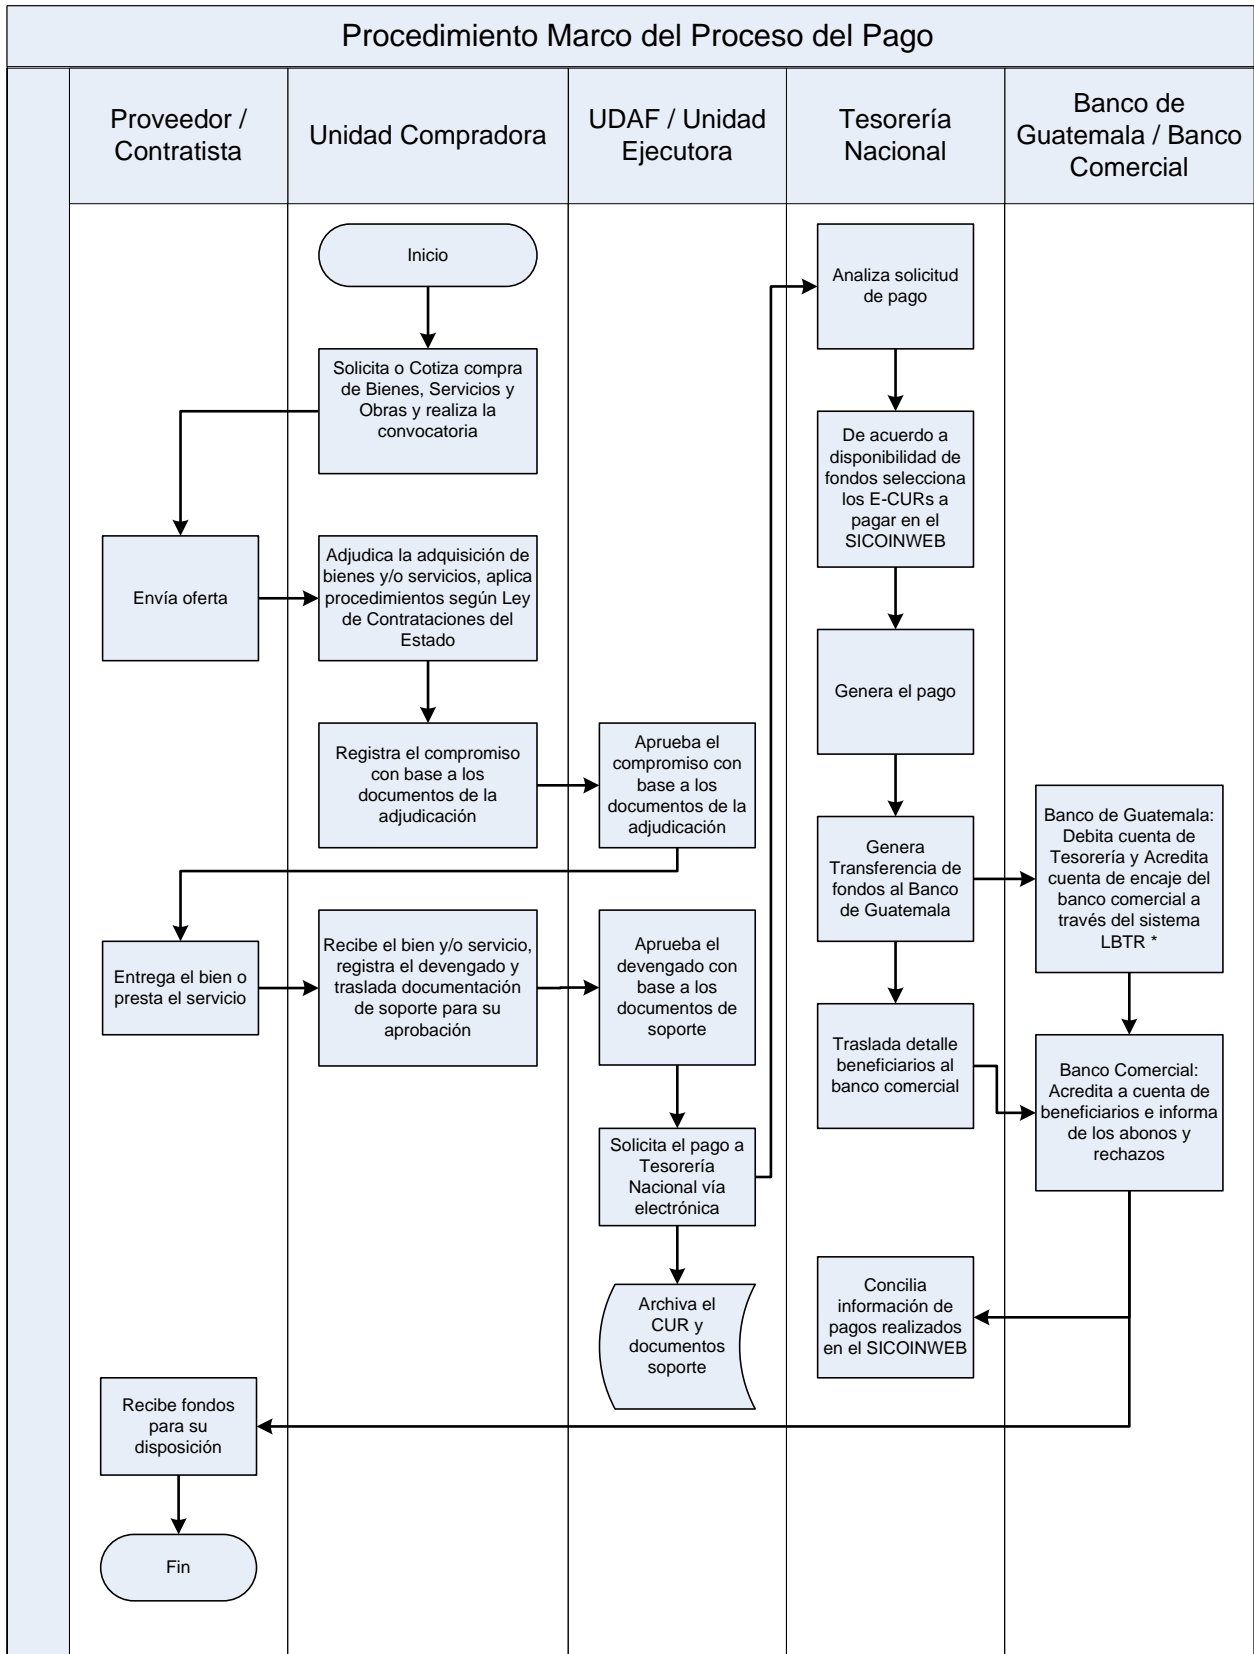 Procedimiento Marco del Proceso del Pago
Proveedor /
Contratista
Unidad Compradora
UDAF / Unidad
Ejecutora
Tesorería
Nacional
Banco de
Guatemala / Banco
Comercial
Inicio
Solicita o Cotiza compra
de Bienes, Servicios y
Obras y realiza la
convocatoria
Envía oferta
Adjudica la adquisición de
bienes y/o servicios, aplica
procedimientos según Ley
de Contrataciones del
Estado
Registra el compromiso
con base a los
documentos de la
adjudicación
Aprueba el
compromiso con
base a los
documentos de la
adjudicación
Entrega el bien o
presta el servicio
Recibe el bien y/o servicio,
registra el devengado y
traslada documentación
de soporte para su
aprobación
Aprueba el
devengado con
base a los
documentos de
soporte
Solicita el pago a
Tesorería
Nacional vía
electrónica
Archiva el
CUR y
documentos
soporte
Analiza solicitud
de pago
De acuerdo a
disponibilidad de
fondos selecciona
los E-CURs a
pagar en el
SICOINWEB
Genera el pago
Genera
Transferencia de
fondos al Banco
de Guatemala
Banco de Guatemala:
Debita cuenta de
Tesorería y Acredita
cuenta de encaje del
banco comercial a
través del sistema
LBTR *
Traslada detalle
beneficiarios al
banco comercial
Banco Comercial:
Acredita a cuenta de
beneficiarios e informa
de los abonos y
rechazos
Concilia
información de
pagos realizados
en el SICOINWEB
Recibe fondos
para su
disposición
Fin